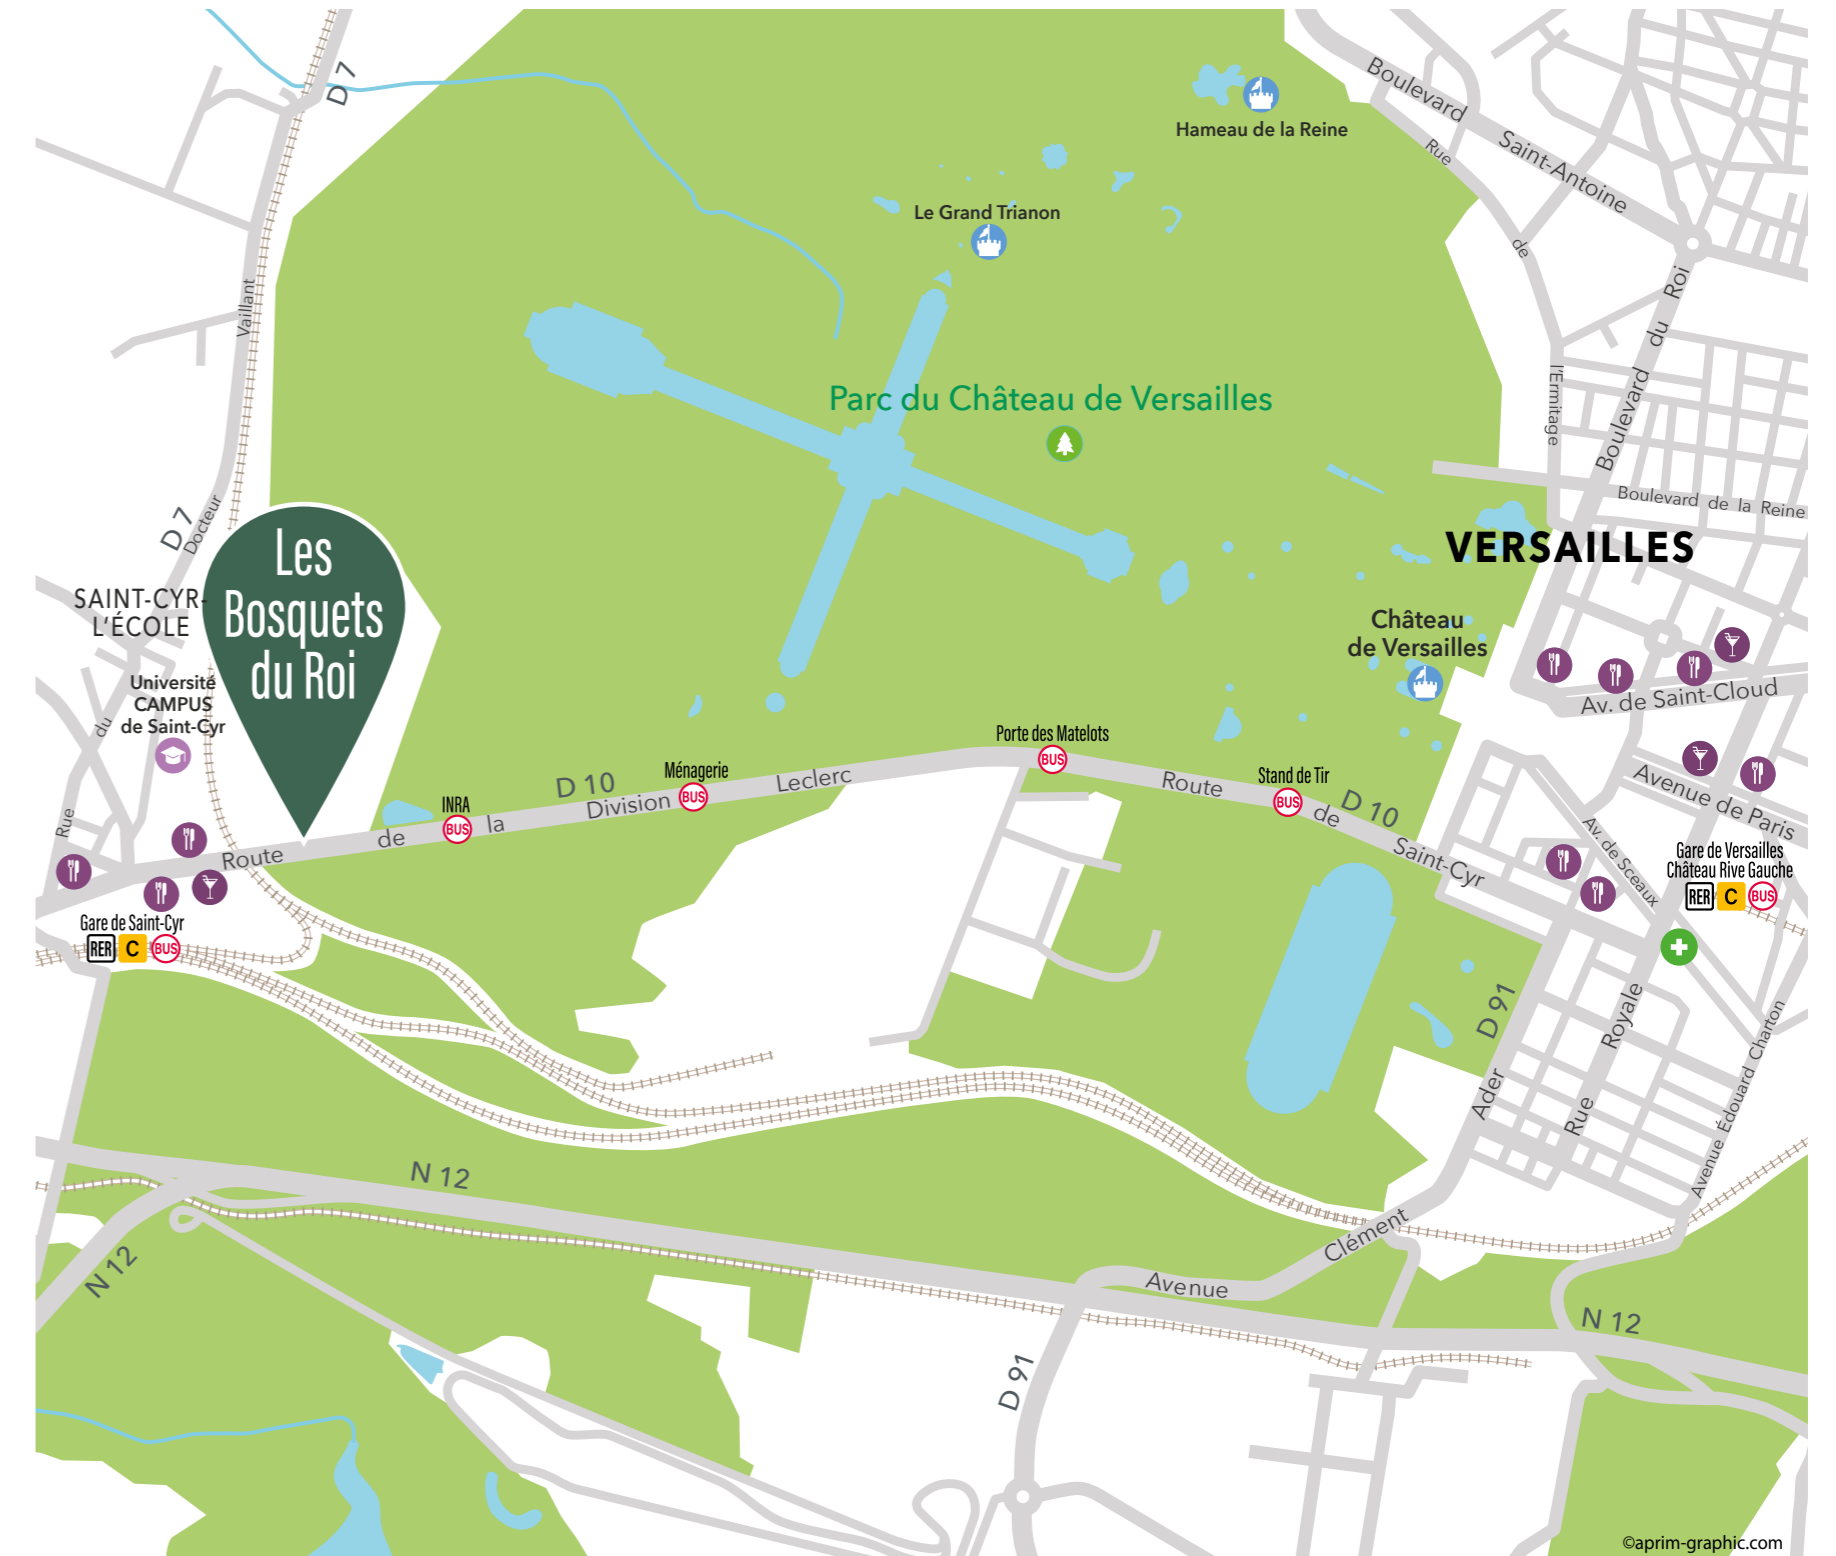 D 7
Boulevard
Saint-Antoine
Hameau de la Reine
Rue
de
l'Ermitage
Le Grand Trianon
Boulevard du Roi
Vaillant
Parc du Château de Versailles
Boulevard de la Reine
D 7
Docteur
Les
Bosquets
du Roi
VERSAILLES
SAINT-CYR-
L'ÉCOLE
Château
de Versailles
Université
CAMPUS
de Saint-Cyr
du
Rue
Av. de Saint-Cloud
Porte des Matelots
BUS
Ménagerie
BUS
Stand de Tir
BUS
INRA
BUS
D 10
Route de la Division Leclerc
Route de Saint-Cyr
D 10
Avenue de Paris
Av. de Sceaux
Gare de Versailles
Château Rive Gauche
RER C BUS
Gare de Saint-Cyr
RER C BUS
D 91
Rue Royale
Avenue Édouard Charton
Avenue Clément Ader
N 12
N 12
N 12
D 91
©aprim-graphic.com